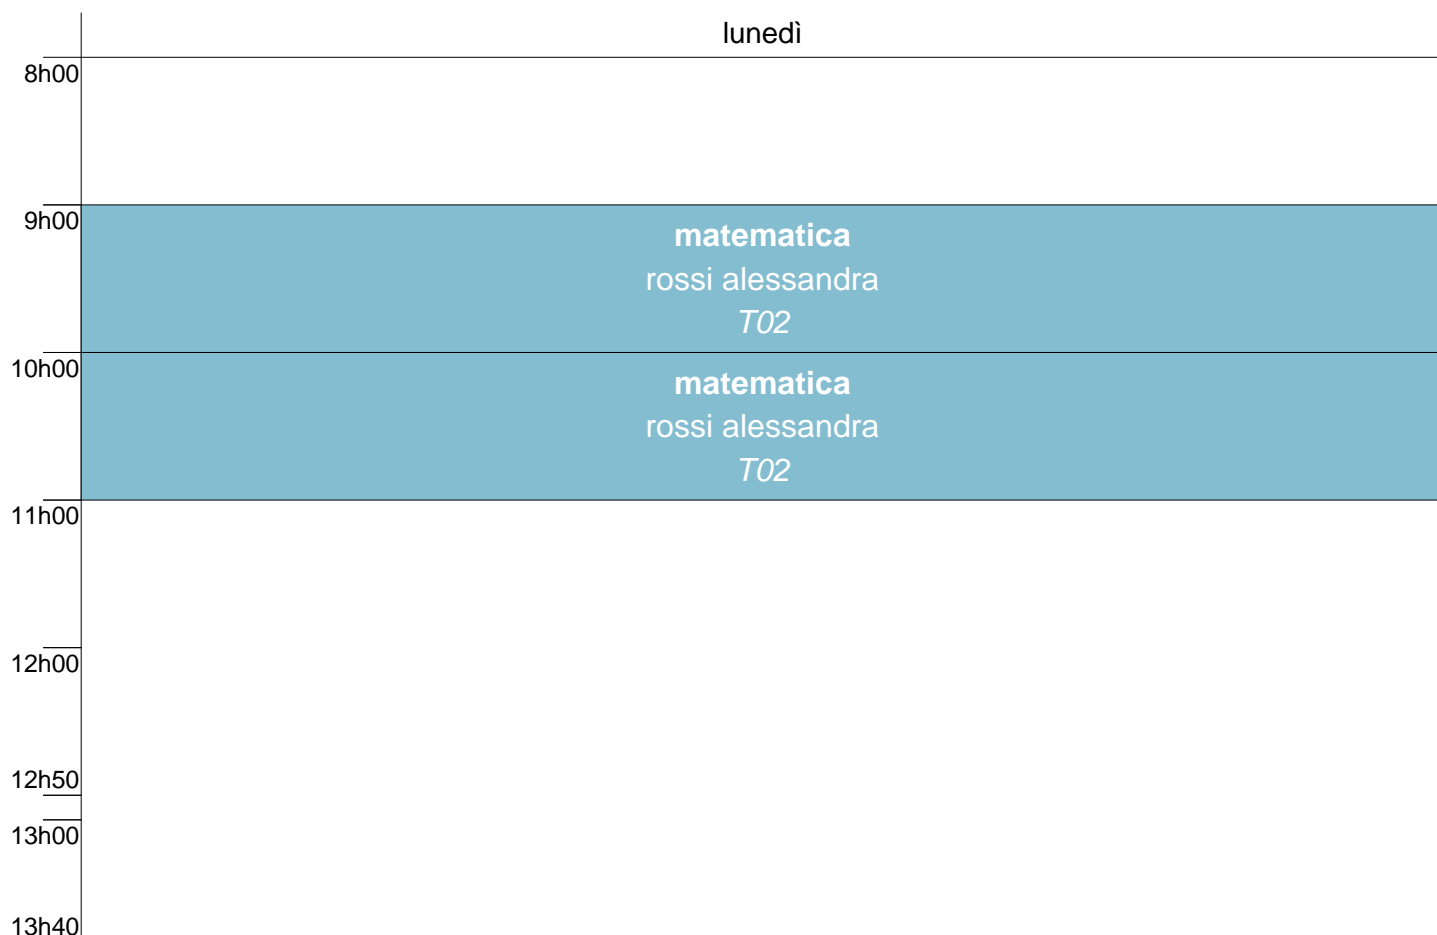 lunedì
8h00
9h00
matematica
rossi alessandra
T02
10h00
matematica
rossi alessandra
T02
11h00
12h00
12h50
13h00
13h40